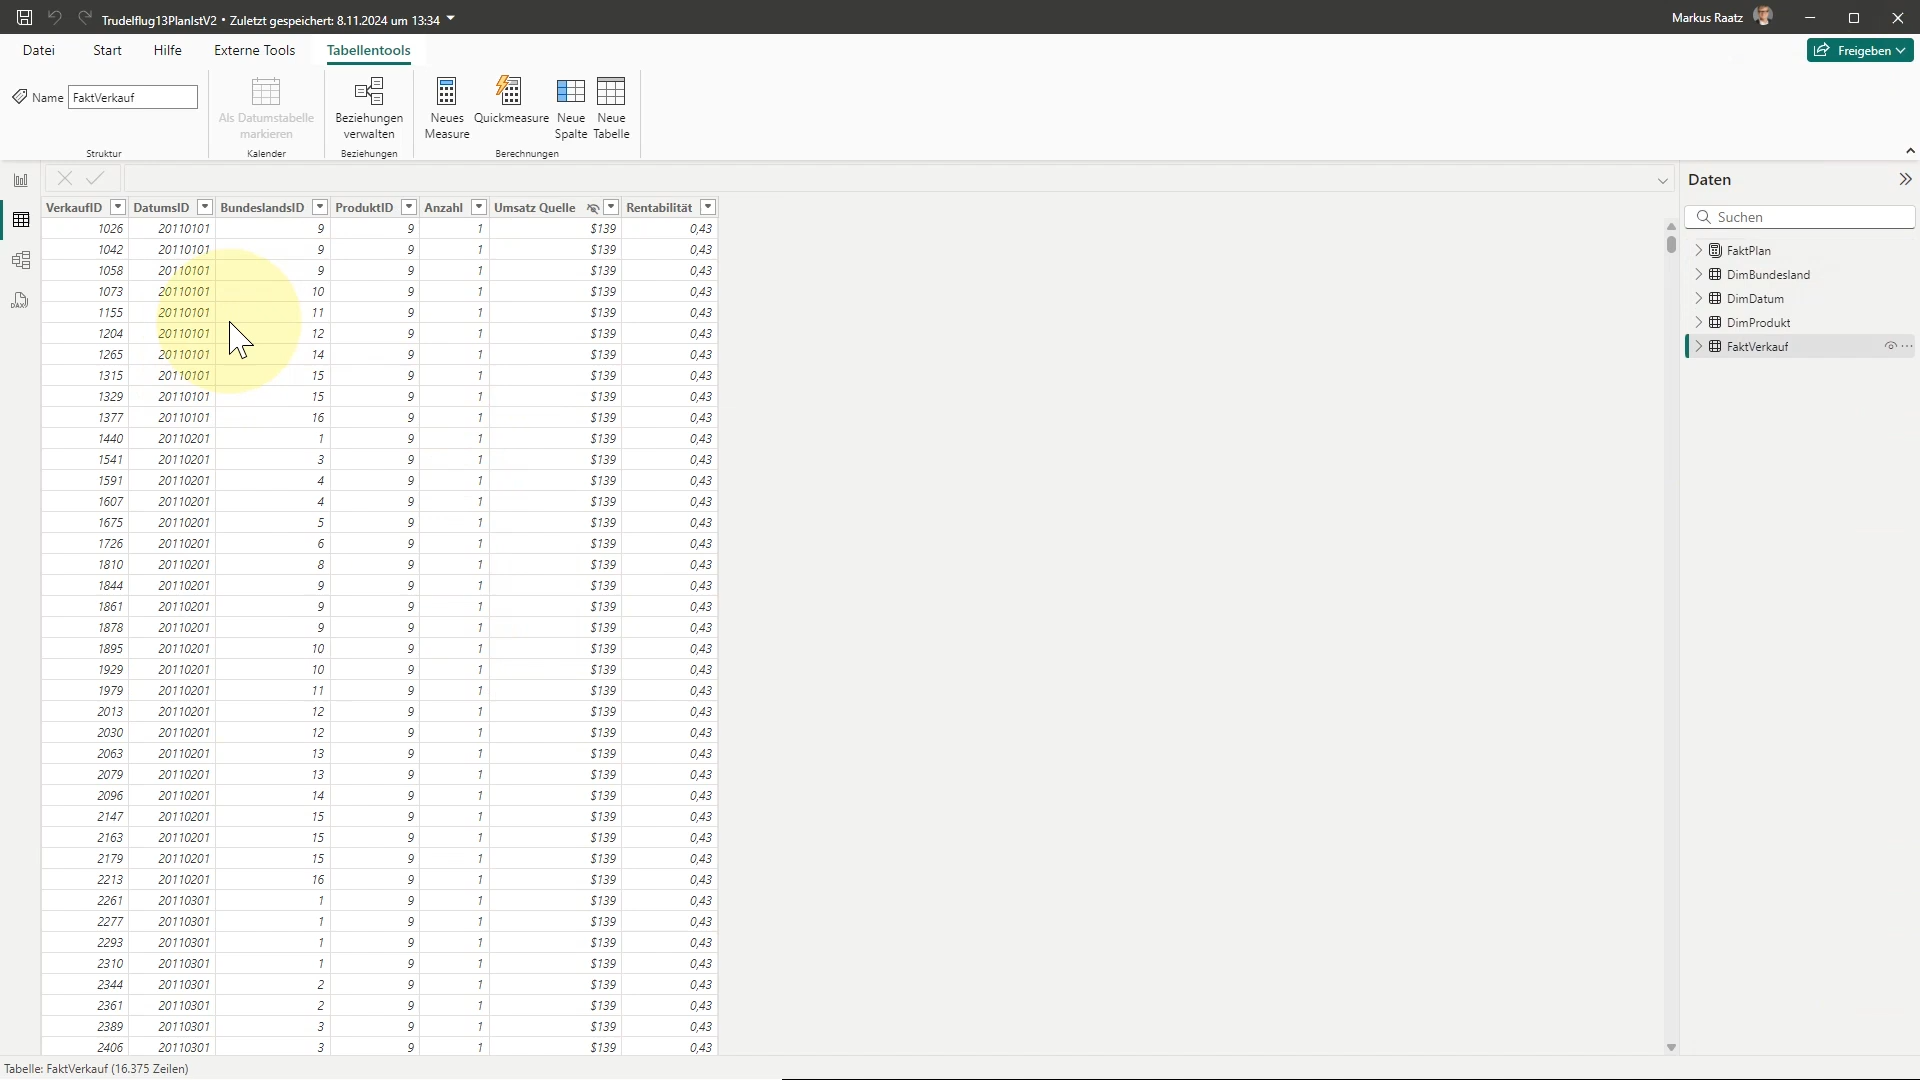 TrudelFlug13PlanIstV2 • Zuletzt gespeichert: 8.11.2024 um 13:34
Markus Raatz
Datei Start Hilfe Externe Tools Tabellentools
Freigeben
Name FaktVerkauf
Als Datumstabelle markieren
Beziehungen verwalten
Neues Measure
Quickmeasure
Neue Spalte
Neue Tabelle
Struktur Kalender Beziehungen Berechnungen
Daten
Suchen
FaktPlan
DimBundesland
DimDatum
DimProdukt
FaktVerkauf
DAX
VerkaufID DatumsID BundeslandsID ProduktID Anzahl Umsatz Quelle Rentabilität
1026 20110101 9 9 1 $139 0,43
1042 20110101 9 9 1 $139 0,43
1058 20110101 9 9 1 $139 0,43
1073 20110101 10 9 1 $139 0,43
1155 20110101 11 9 1 $139 0,43
1204 20110101 12 9 1 $139 0,43
1265 20110101 14 9 1 $139 0,43
1315 20110101 15 9 1 $139 0,43
1329 20110101 15 9 1 $139 0,43
1377 20110101 16 9 1 $139 0,43
1440 20110201 1 9 1 $139 0,43
1541 20110201 3 9 1 $139 0,43
1591 20110201 4 9 1 $139 0,43
1607 20110201 4 9 1 $139 0,43
1675 20110201 5 9 1 $139 0,43
1726 20110201 6 9 1 $139 0,43
1810 20110201 8 9 1 $139 0,43
1844 20110201 9 9 1 $139 0,43
1861 20110201 9 9 1 $139 0,43
1878 20110201 9 9 1 $139 0,43
1895 20110201 10 9 1 $139 0,43
1929 20110201 10 9 1 $139 0,43
1979 20110201 11 9 1 $139 0,43
2013 20110201 12 9 1 $139 0,43
2030 20110201 12 9 1 $139 0,43
2063 20110201 13 9 1 $139 0,43
2079 20110201 13 9 1 $139 0,43
2096 20110201 14 9 1 $139 0,43
2147 20110201 15 9 1 $139 0,43
2163 20110201 15 9 1 $139 0,43
2179 20110201 15 9 1 $139 0,43
2213 20110201 16 9 1 $139 0,43
2261 20110301 1 9 1 $139 0,43
2277 20110301 1 9 1 $139 0,43
2293 20110301 1 9 1 $139 0,43
2310 20110301 1 9 1 $139 0,43
2344 20110301 2 9 1 $139 0,43
2361 20110301 2 9 1 $139 0,43
2389 20110301 3 9 1 $139 0,43
2406 20110301 3 9 1 $139 0,43
Tabelle: FaktVerkauf (16.375 Zeilen)